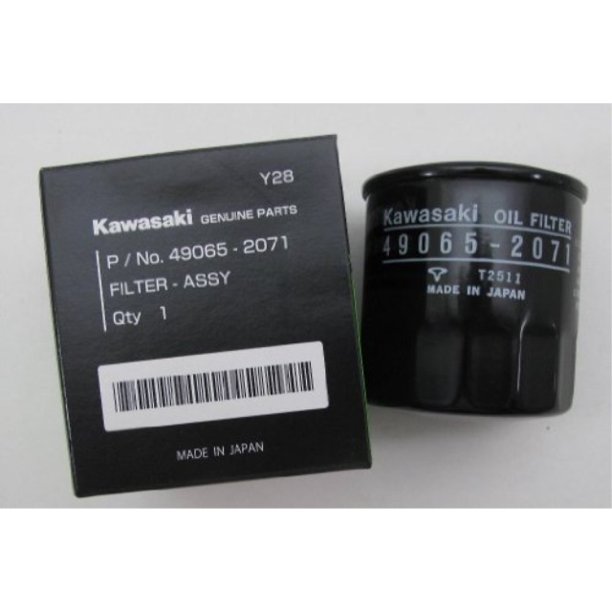 Y28
Kawasaki GENUINE PARTS
P / No. 49065 - 2071
FILTER - ASSY
Qty 1
MADE IN JAPAN
Kawasaki OIL FILTER
49065-2071
T251I
MADE IN JAPAN